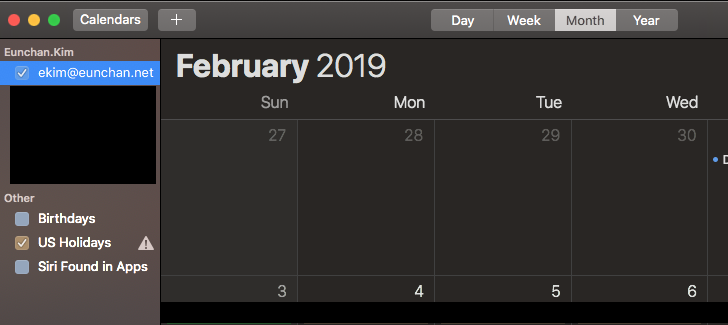 Calendars + Day Week Month Year
Eunchan.Kim
ekim@eunchan.net
Other
Birthdays
US Holidays
Siri Found in Apps
February 2019
Sun Mon Tue Wed
27 28 29 30
3 4 5 6